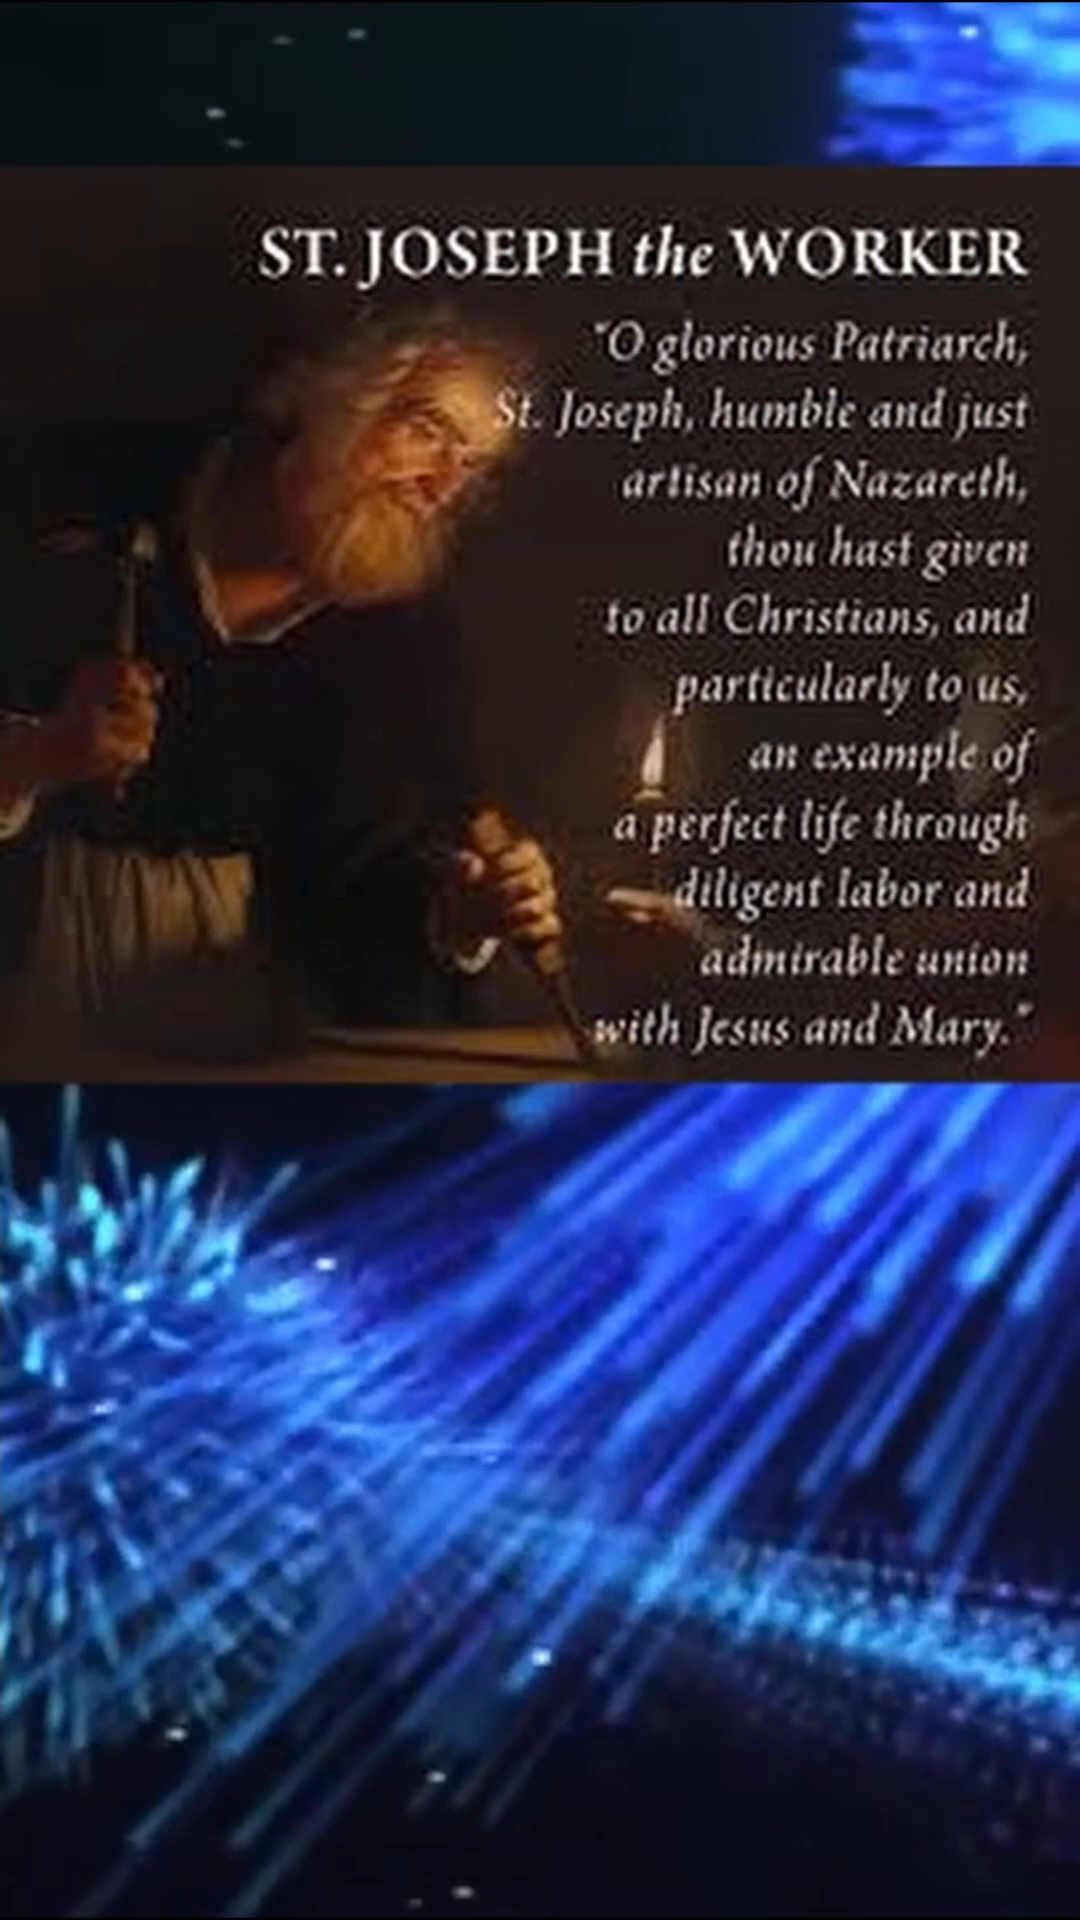 ST. JOSEPH the WORKER
"O glorious Patriarch,
St. Joseph, humble and just
artisan of Nazareth,
thou hast given
to all Christians, and
particularly to us,
an example of
a perfect life through
diligent labor and
admirable union
with Jesus and Mary."